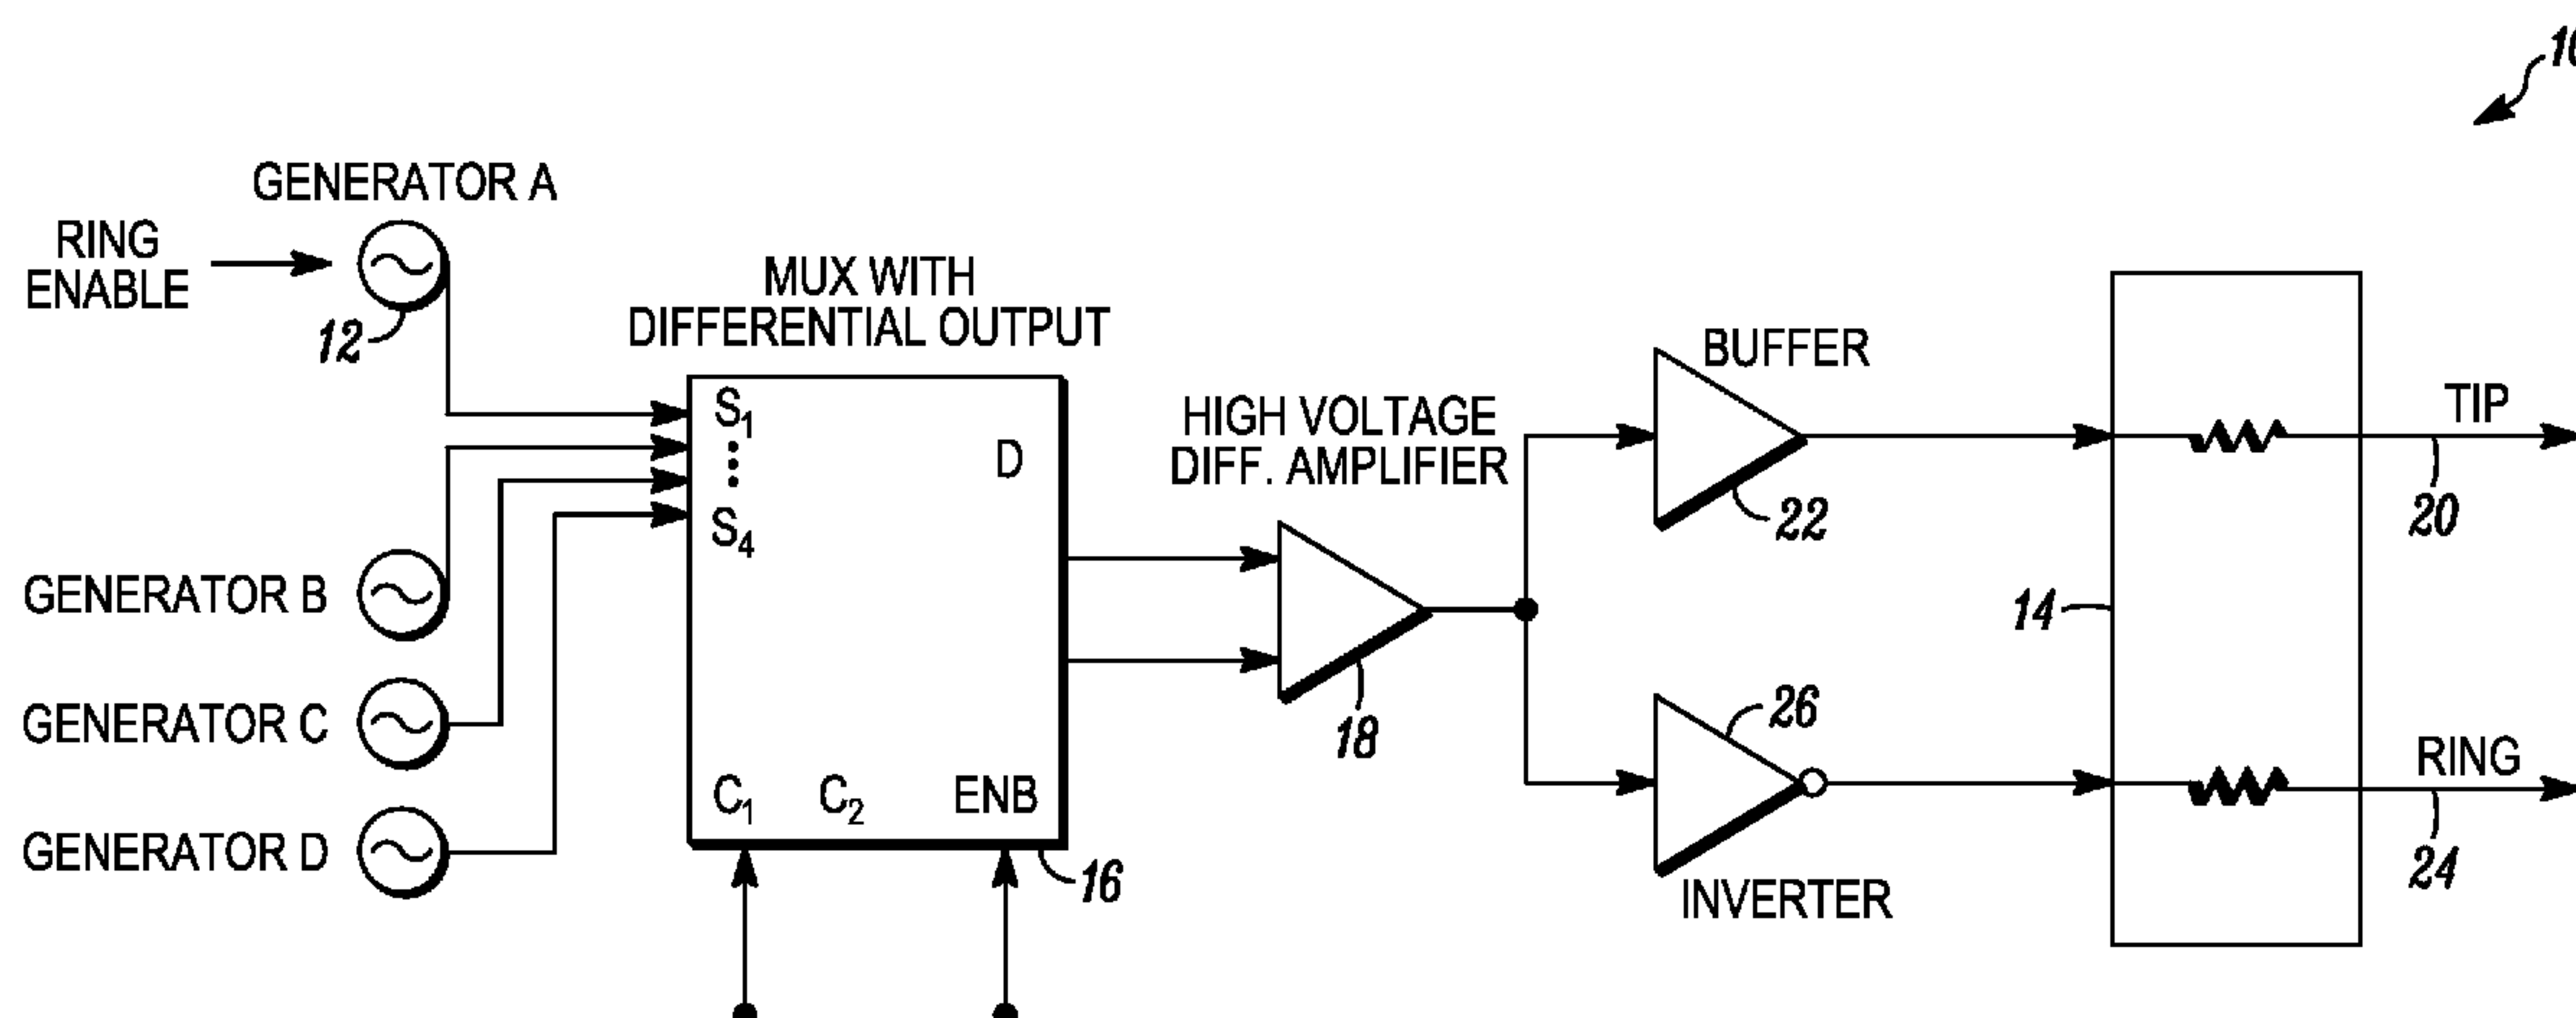 10
GENERATOR A
RING
ENABLE
12
MUX WITH
DIFFERENTIAL OUTPUT
S1
S4
D
HIGH VOLTAGE
DIFF. AMPLIFIER
BUFFER
22
TIP
20
GENERATOR B
14
18
26
GENERATOR C
RING
24
C1 C2 ENB
16
GENERATOR D
INVERTER